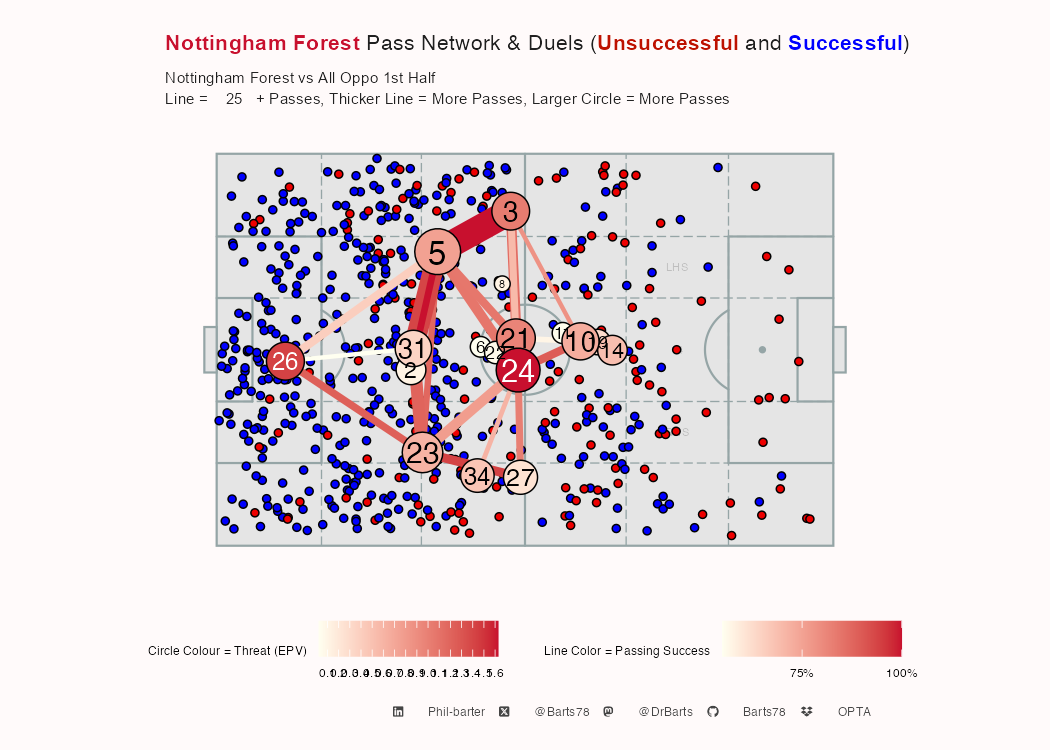 Nottingham Forest Pass Network & Duels (Unsuccessful and Successful)
Nottingham Forest vs All Oppo 1st Half
Line = 25 + Passes, Thicker Line = More Passes, Larger Circle = More Passes
3
5
LHS
8
21
11
10
14
31
6
22
26
2
24
23
34
27
Circle Colour = Threat (EPV)
Line Color = Passing Success
75%
100%
Phil-barter
@Barts78
@DrBarts
Barts78
OPTA